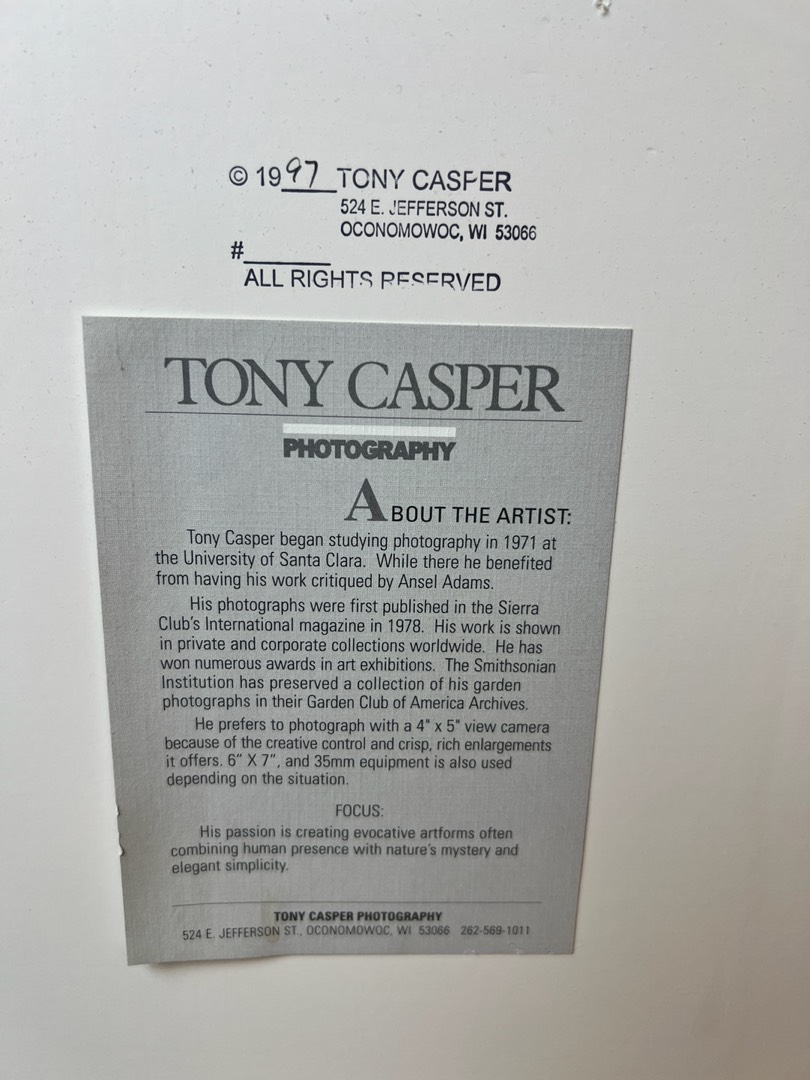 © 1997 TONY CASPER
524 E. JEFFERSON ST.
OCONOMOWOC, WI 53066
#
ALL RIGHTS RESERVED
TONY CASPER
PHOTOGRAPHY
ABOUT THE ARTIST:
Tony Casper began studying photography in 1971 at
the University of Santa Clara. While there he benefited
from having his work critiqued by Ansel Adams.
His photographs were first published in the Sierra
Club's International magazine in 1978. His work is shown
in private and corporate collections worldwide. He has
won numerous awards in art exhibitions. The Smithsonian
Institution has preserved a collection of his garden
photographs in their Garden Club of America Archives.
He prefers to photograph with a 4" x 5" view camera
because of the creative control and crisp, rich enlargements
it offers. 6" X 7", and 35mm equipment is also used
depending on the situation.
FOCUS:
His passion is creating evocative artforms often
combining human presence with nature's mystery and
elegant simplicity.
TONY CASPER PHOTOGRAPHY
524 E. JEFFERSON ST., OCONOMOWOC, WI 53066 262-569-1011